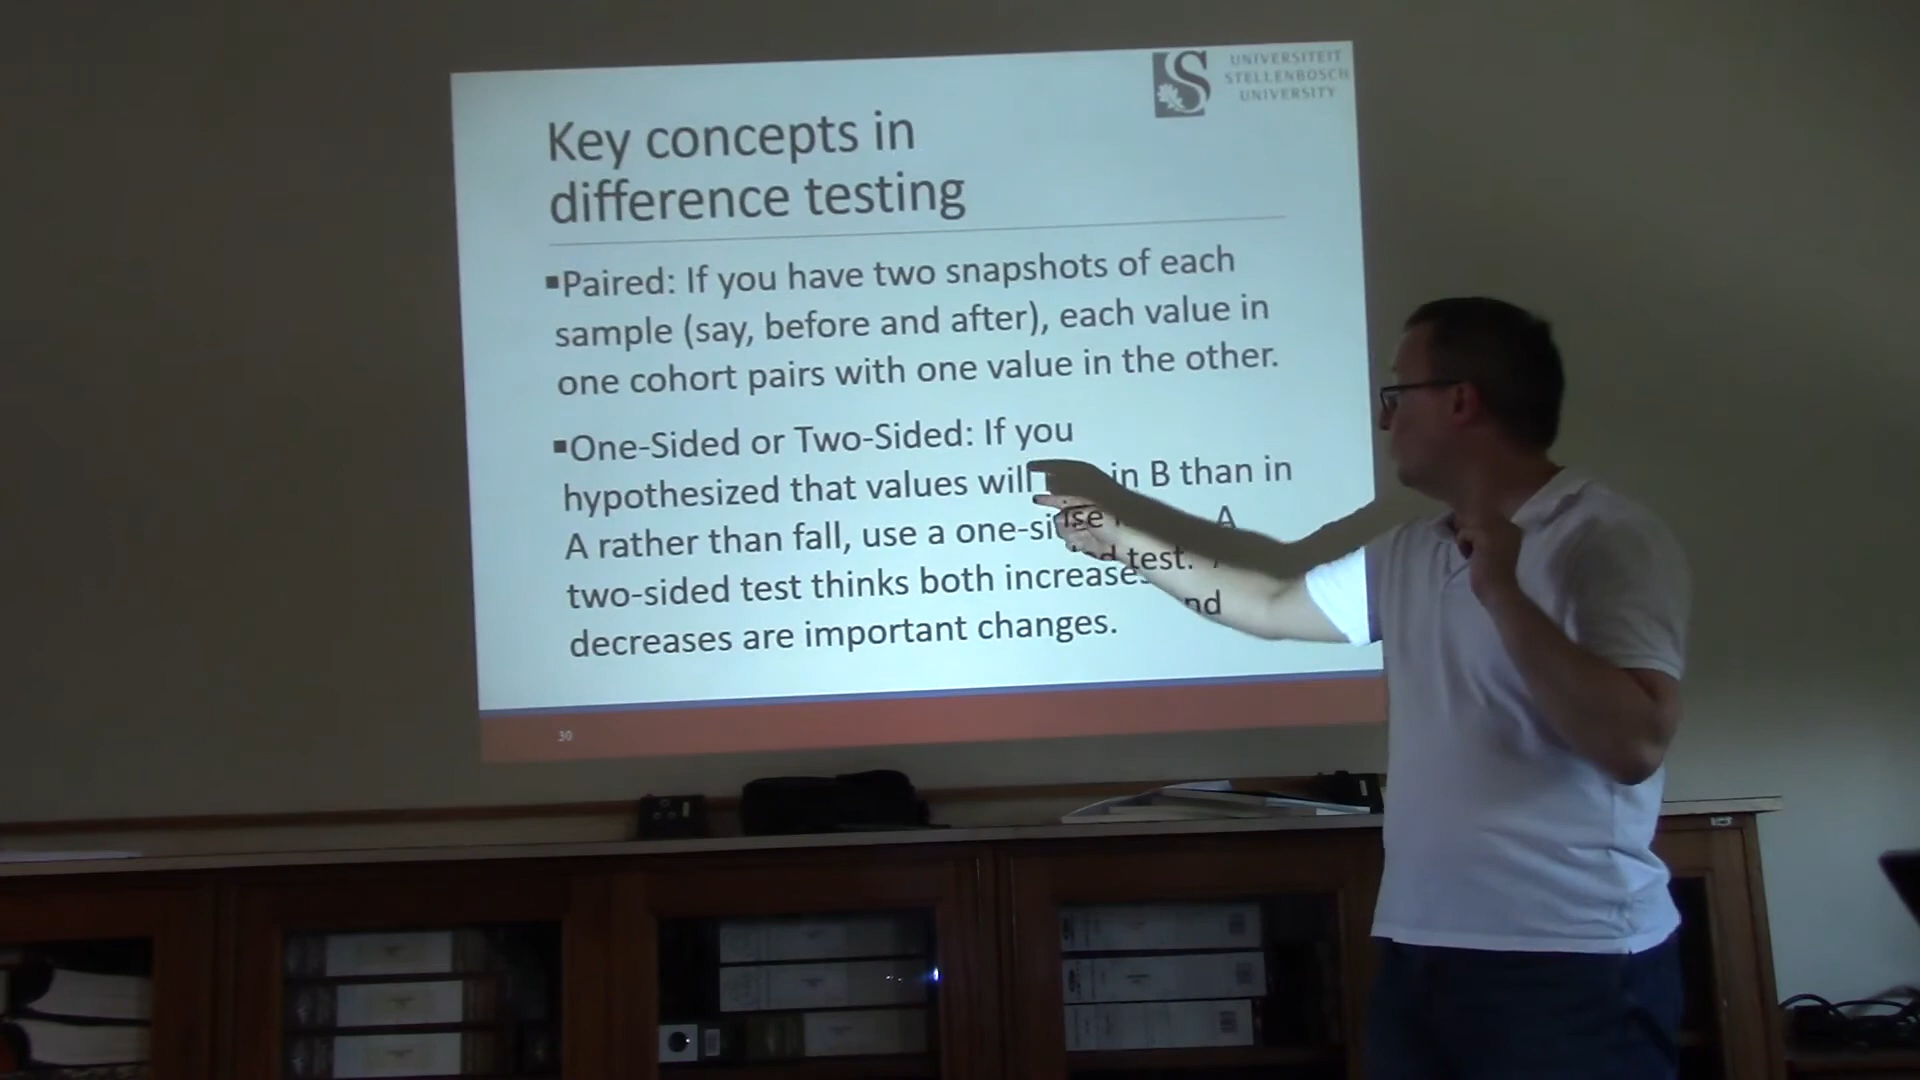 UNIVERSITEIT
STELLENBOSCH
UNIVERSITY
Key concepts in
difference testing
▪Paired: If you have two snapshots of each
sample (say, before and after), each value in
one cohort pairs with one value in the other.
▪One-Sided or Two-Sided: If you
hypothesized that values will in B than in
A rather than fall, use a one-sided test. A
two-sided test thinks both increases and
decreases are important changes.
30